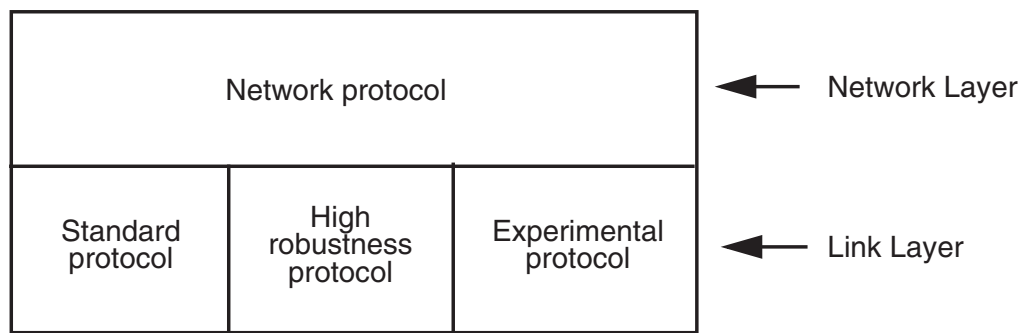 Network protocol
Network Layer
Standard
protocol
High
robustness
protocol
Experimental
protocol
Link Layer